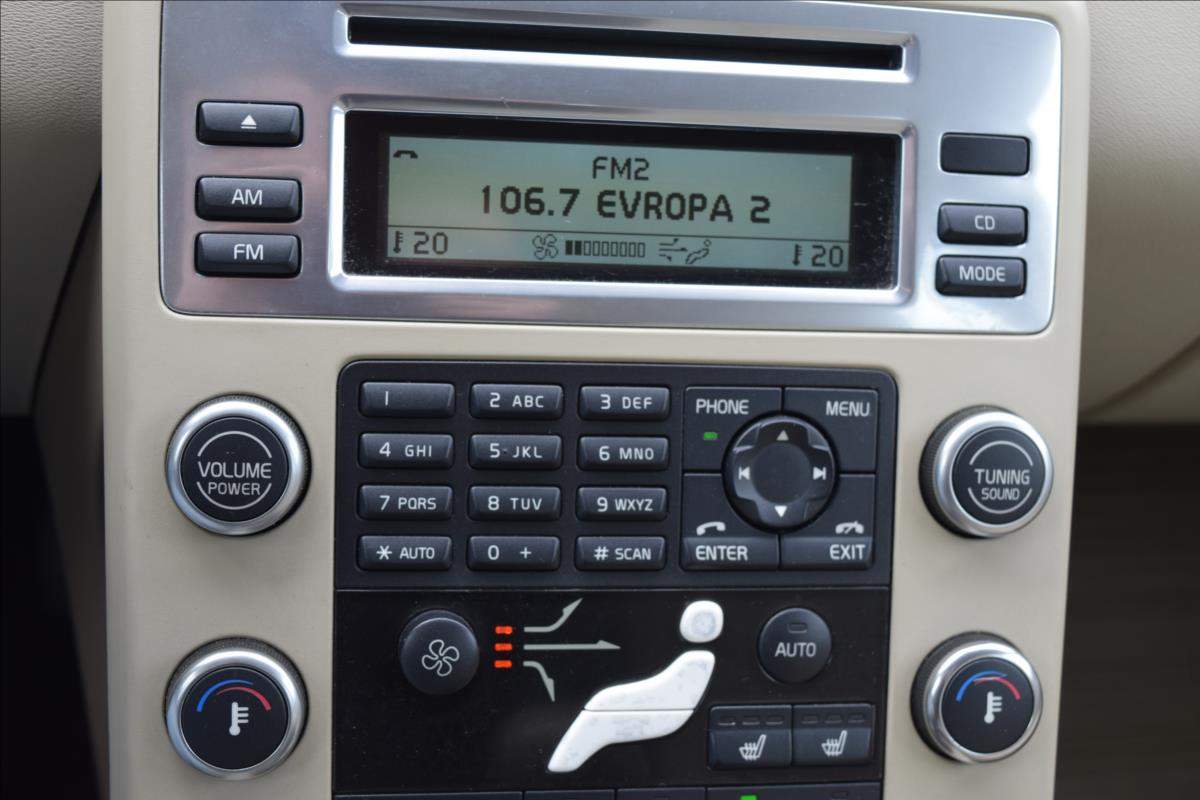 FM2
106.7 EVROPA 2
20 20
AM
FM
CD
MODE
VOLUME
POWER
1 2 ABC 3 DEF
4 GHI 5 JKL 6 MNO
7 PQRS 8 TUV 9 WXYZ
* AUTO 0 + # SCAN
PHONE MENU
ENTER EXIT
TUNING
SOUND
AUTO